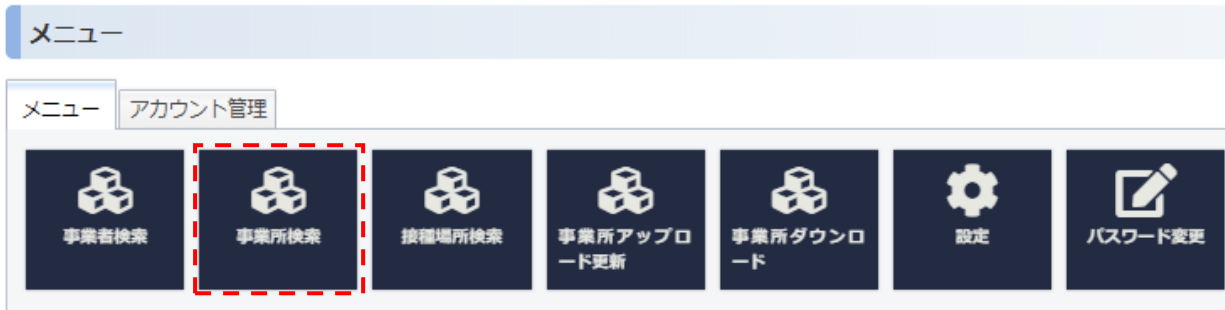 メニュー
メニュー
アカウント管理
事業者検索
事業所検索
接種場所検索
事業所アップロ
ード更新
事業所ダウンロ
ード
設定
パスワード変更